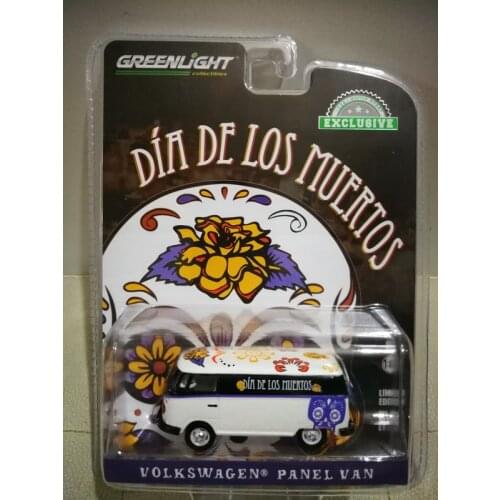 GREENLIGHT
collectibles
EXCLUSIVE
DÍA DE LOS MUERTOS
DÍA DE LOS MUERTOS
VOLKSWAGEN® PANEL VAN